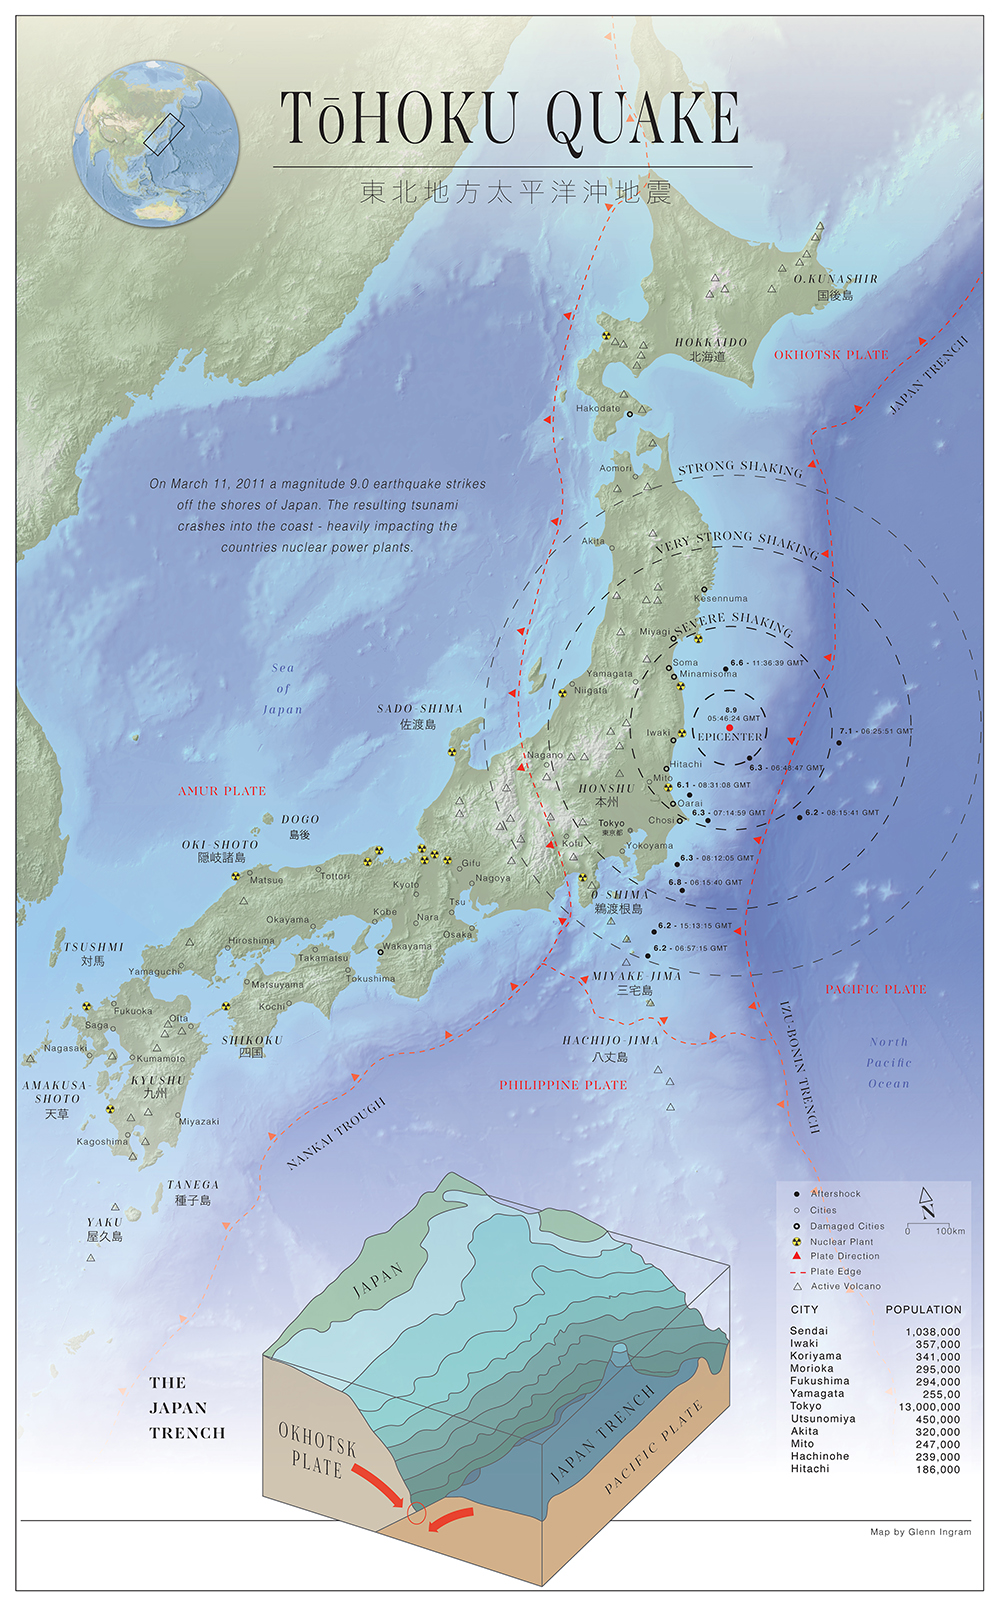 TōHOKU QUAKE
東北地方太平洋沖地震
O.KUNASHIR
国後島
HOKKAIDO
北海道
OKHOTSK PLATE
JAPAN TRENCH
Hakodate
STRONG SHAKING
Aomori
On March 11, 2011 a magnitude 9.0 earthquake strikes
off the shores of Japan. The resulting tsunami
crashes into the coast - heavily impacting the
countries nuclear power plants.
Akita
VERY STRONG SHAKING
Kesennuma
SEVERE SHAKING
Miyagi
Soma
6.6 - 11:36:39 GMT
Sea
of
Japan
Yamagata
Minamisoma
Niigata
SADO-SHIMA
佐渡島
8.9
05:46:24 GMT
EPICENTER
7.1 - 06:25:51 GMT
Iwaki
Nagano
Hitachi
6.3 - 06:48:47 GMT
Mito
6.1 - 08:31:08 GMT
AMUR PLATE
HONSHU
本州
Oarai
6.3 - 07:14:59 GMT
6.2 - 08:15:41 GMT
Chosi
DOGO
島後
Tokyo
東京都
OKI-SHOTO
隠岐諸島
Kofu
Yokoyama
6.3 - 08:12:05 GMT
Gifu
Matsue
Tottori
Kyoto
Nagoya
6.8 - 06:15:40 GMT
O-SHIMA
鵜渡根島
Tsu
Kobe
Nara
Okayama
6.2 - 15:13:15 GMT
Osaka
TSUSHMI
対馬
Hiroshima
Wakayama
6.2 - 06:57:15 GMT
Takamatsu
Yamaguchi
Tokushima
MIYAKE-JIMA
三宅島
Matsuyama
PACIFIC PLATE
Kochi
Fukuoka
Oita
Saga
IZU-BONIN TRENCH
SHIKOKU
四国
HACHIJO-JIMA
八丈島
North
Pacific
Ocean
Nagasaki
Kumamoto
KYUSHU
九州
AMAKUSA-
SHOTO
天草
PHILIPPINE PLATE
Miyazaki
NANKAI TROUGH
Kagoshima
TANEGA
種子島
YAKU
屋久島
Aftershock
Cities
Damaged Cities
Nuclear Plant
Plate Direction
Plate Edge
Active Volcano
N
0 100km
CITY POPULATION
Sendai 1,038,000
Iwaki 357,000
Koriyama 341,000
Morioka 295,000
Fukushima 294,000
Yamagata 255,00
Tokyo 13,000,000
Utsunomiya 450,000
Akita 320,000
Mito 247,000
Hachinohe 239,000
Hitachi 186,000
JAPAN
THE
JAPAN
TRENCH
OKHOTSK
PLATE
JAPAN TRENCH
PACIFIC PLATE
Map by Glenn Ingram